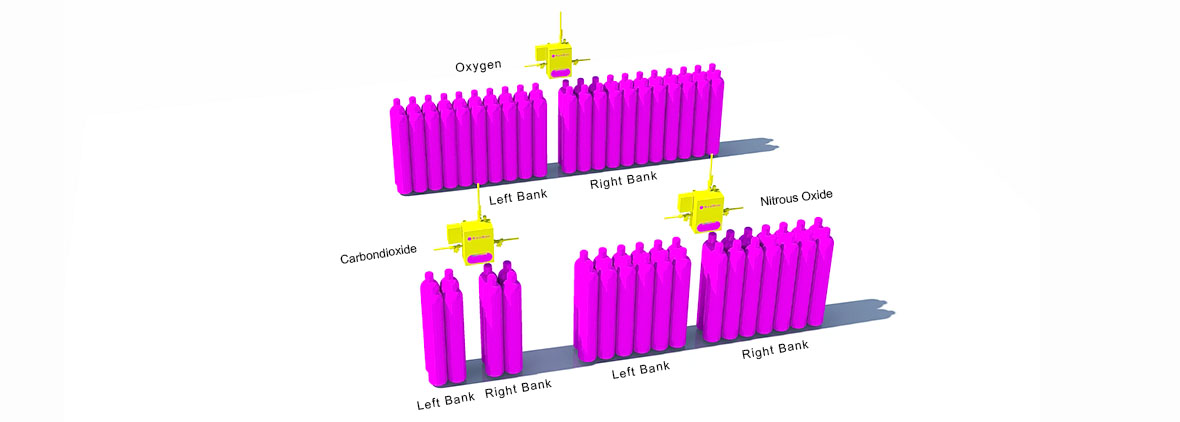 Oxygen
Left Bank
Right Bank
Nitrous Oxide
Carbondioxide
Left Bank
Right Bank
Left Bank
Right Bank